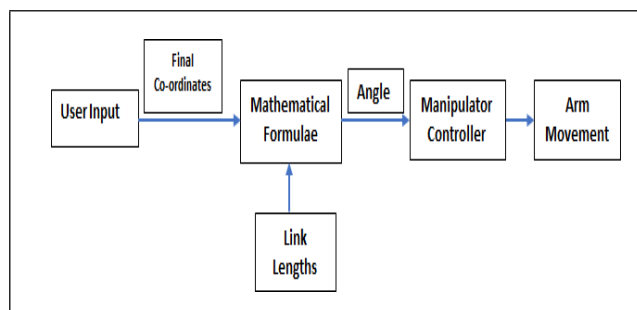 Final
Co-ordinates
User Input
Mathematical
Formulae
Angle
Manipulator
Controller
Arm
Movement
Link
Lengths